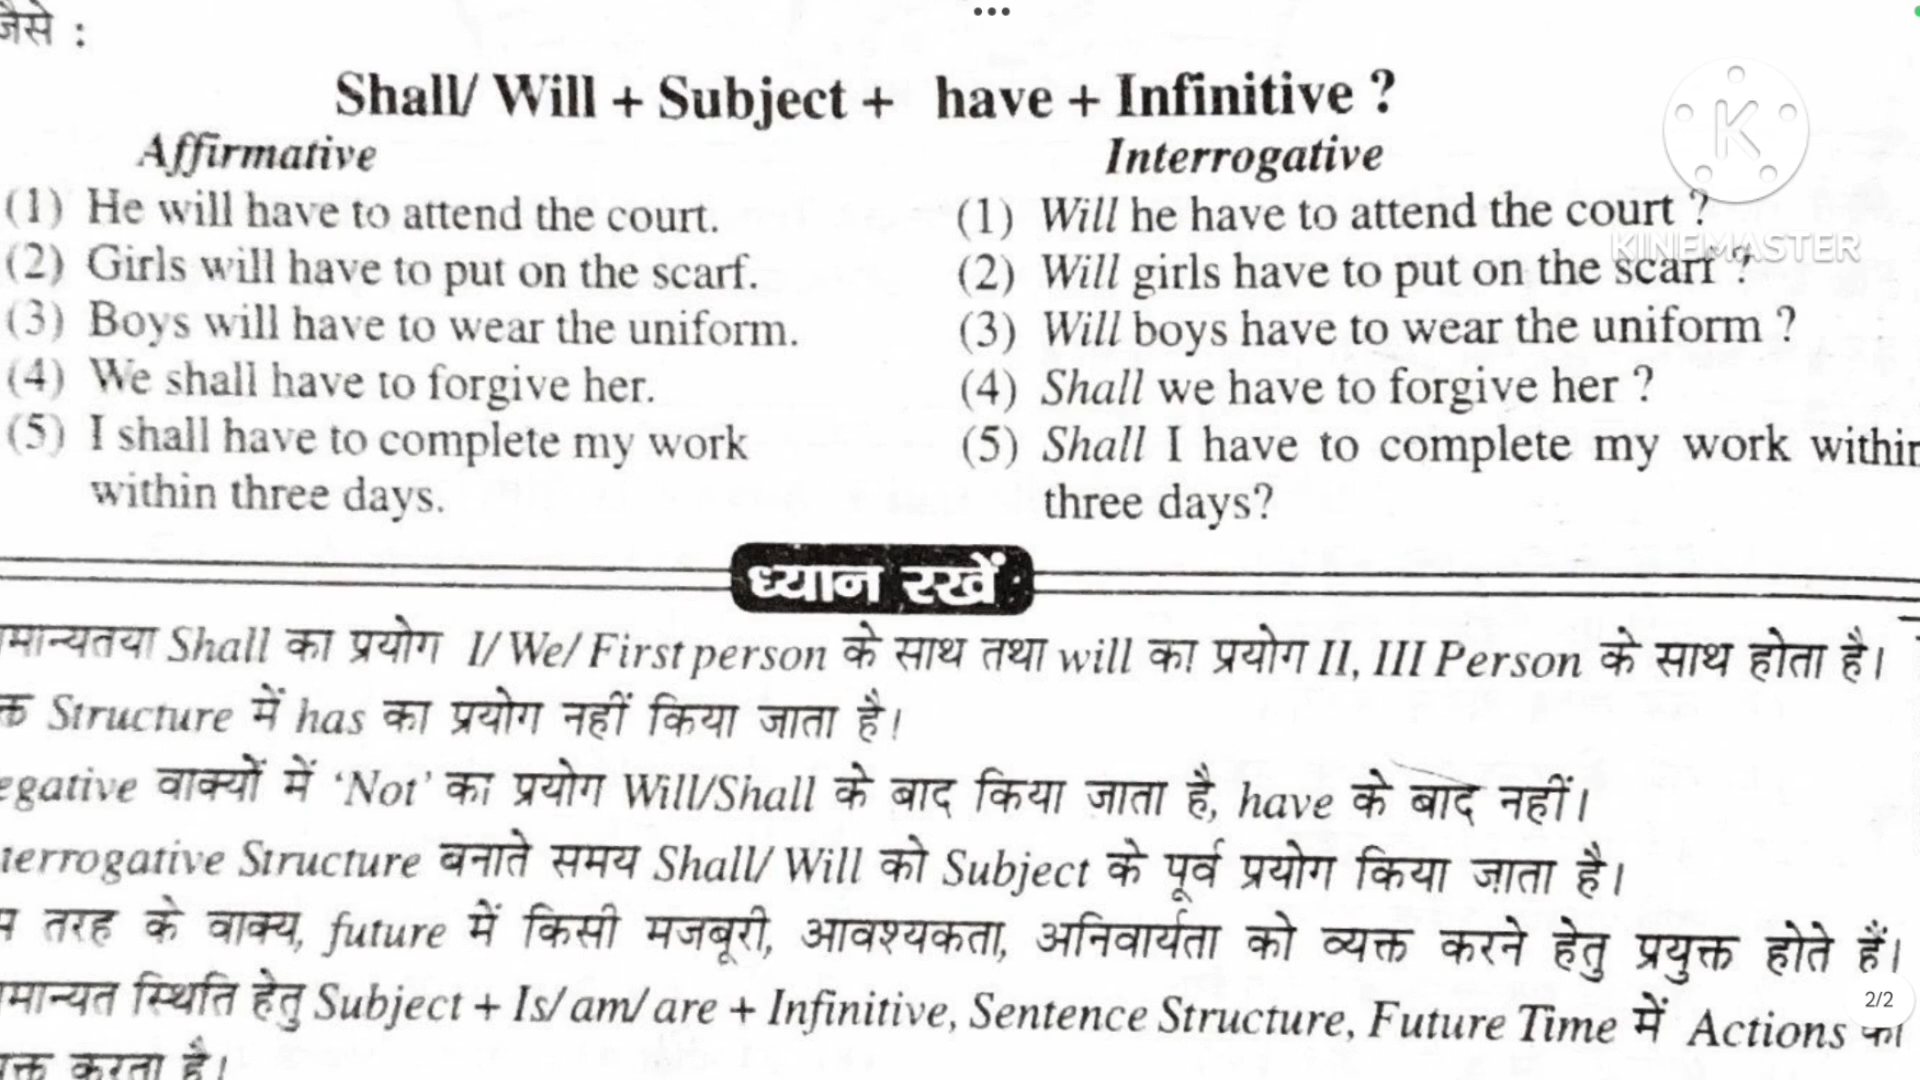 जैसे :
Shall/ Will + Subject + have + Infinitive ?
Affirmative Interrogative
(1) He will have to attend the court. (1) Will he have to attend the court ?
KINEMASTER
(2) Girls will have to put on the scarf. (2) Will girls have to put on the scarf ?
(3) Boys will have to wear the uniform. (3) Will boys have to wear the uniform ?
(4) We shall have to forgive her. (4) Shall we have to forgive her ?
(5) I shall have to complete my work (5) Shall I have to complete my work within
within three days. three days?
ध्यान रखें :
मान्यतया Shall का प्रयोग I/ We/ First person के साथ तथा will का प्रयोग II, III Person के साथ होता है।
क्त Structure में has का प्रयोग नहीं किया जाता है।
egative वाक्यों में ‘Not’ का प्रयोग Will/Shall के बाद किया जाता है, have के बाद नहीं।
terrogative Structure बनाते समय Shall/ Will को Subject के पूर्व प्रयोग किया जाता है।
तरह के वाक्य, future में किसी मजबूरी, आवश्यकता, अनिवार्यता को व्यक्त करने हेतु प्रयुक्त होते हैं।
मान्यत स्थिति हेतु Subject + Is/ am/ are + Infinitive, Sentence Structure, Future Time में Actions को
2/2
क्त करता है।